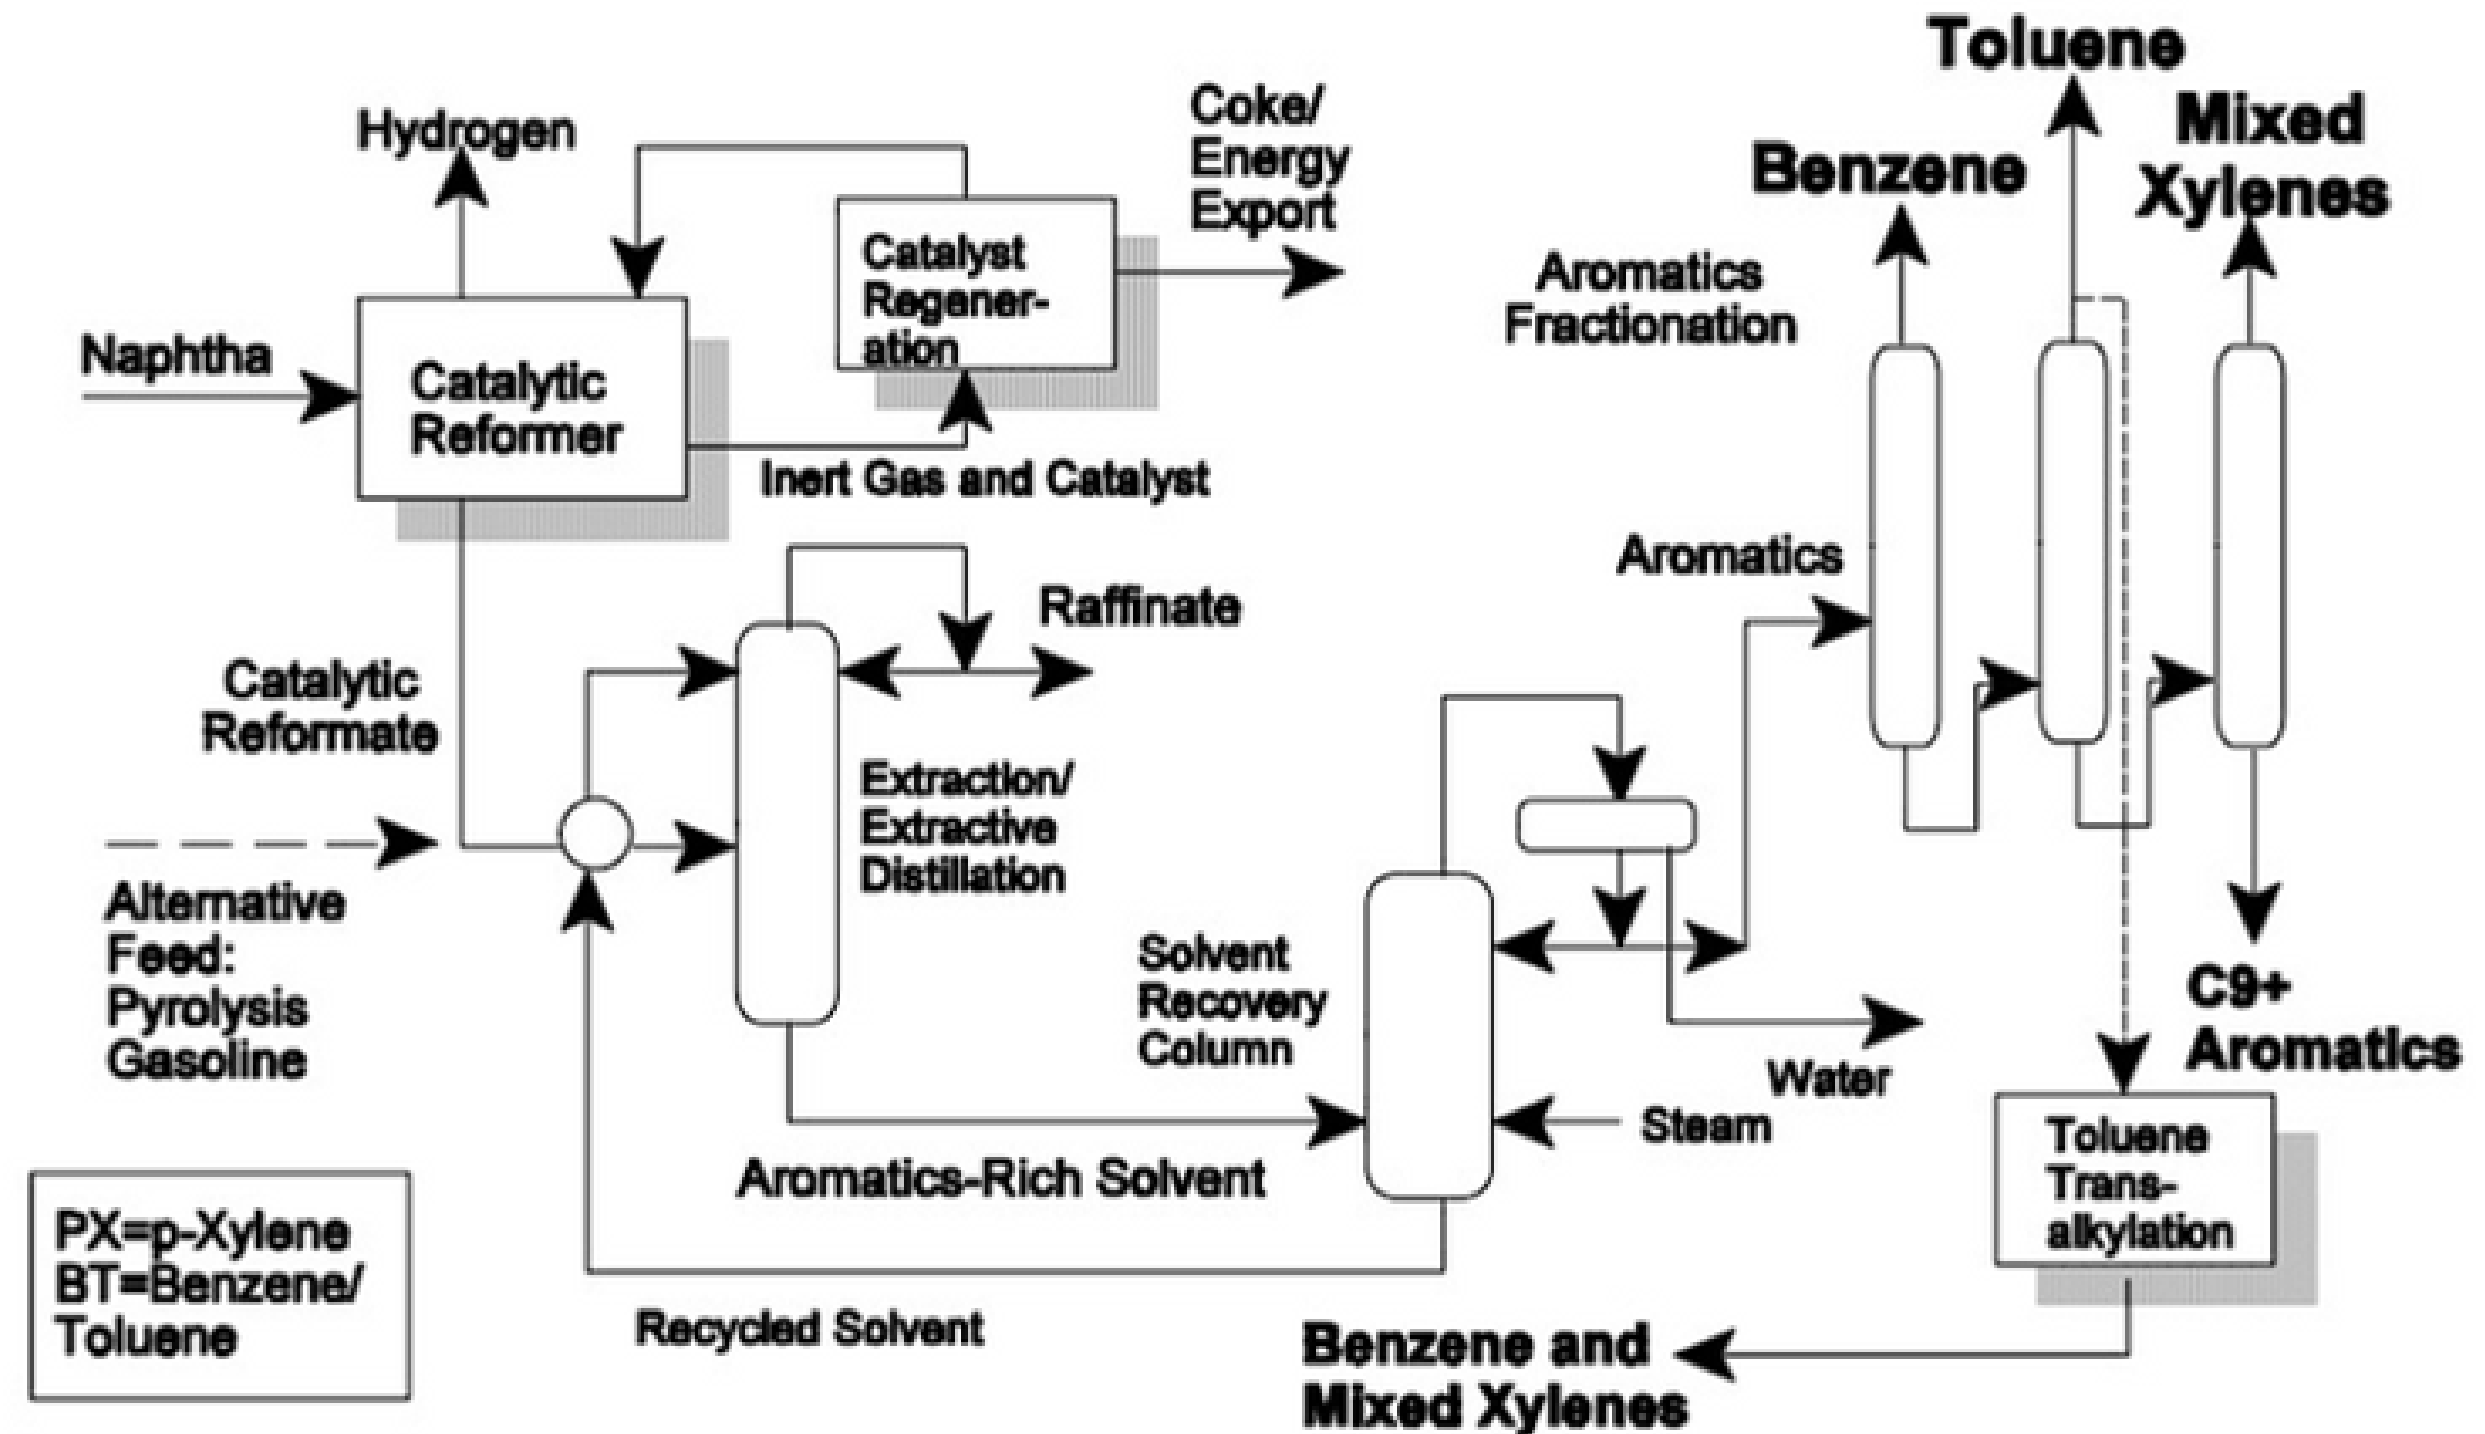 Toluene
Mixed
Xylenes
Benzene
Hydrogen
Coke/
Energy
Export
Catalyst
Regener-
ation
Naphtha
Catalytic
Reformer
Inert Gas and Catalyst
Aromatics
Fractionation
Aromatics
Raffinate
Catalytic
Reformate
Extraction/
Extractive
Distillation
Alternative
Feed:
Pyrolysis
Gasoline
Solvent
Recovery
Column
Water
Steam
C9+
Aromatics
Aromatics-Rich Solvent
Toluene
Trans-
alkylation
PX=p-Xylene
BT=Benzene/
Toluene
Recycled Solvent
Benzene and
Mixed Xylenes